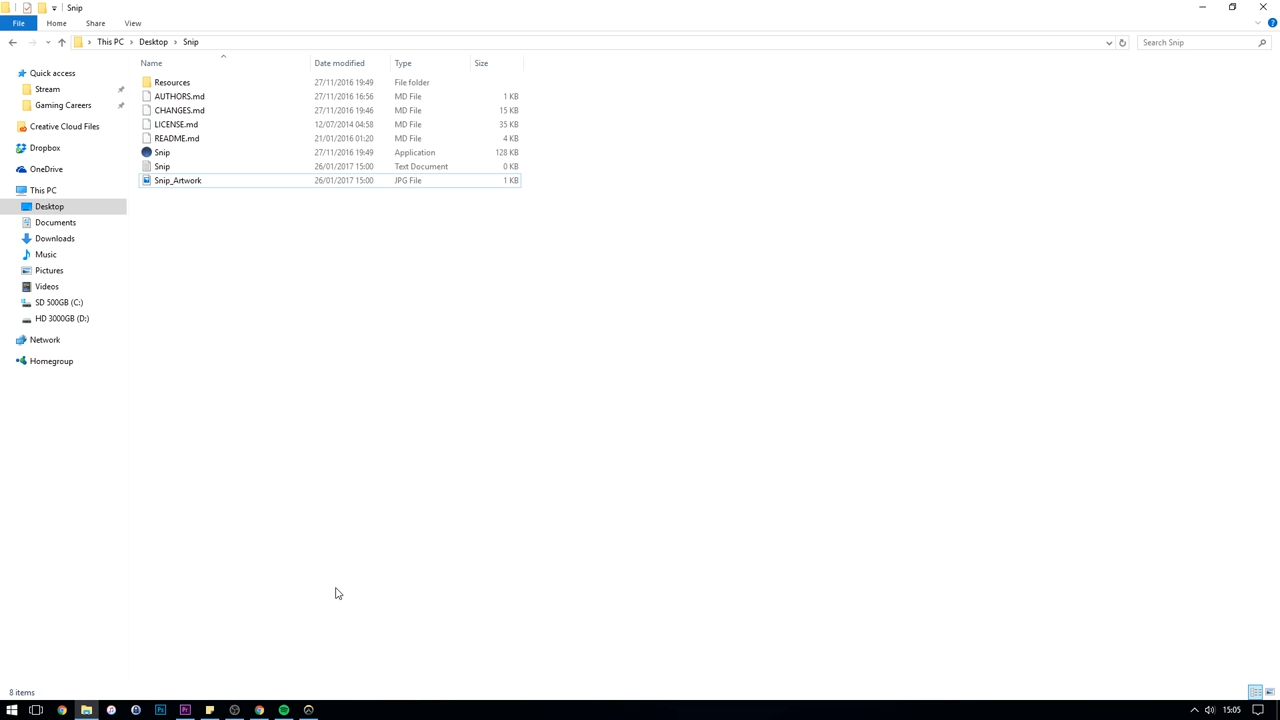 Snip
File Home Share View
This PC Desktop Snip Search Snip
Name Date modified Type Size
Quick access
Stream
Gaming Careers
Creative Cloud Files
Dropbox
OneDrive
This PC
Desktop
Documents
Downloads
Music
Pictures
Videos
SD 500GB (C:)
HD 3000GB (D:)
Network
Homegroup
Resources 27/11/2016 19:49 File folder
AUTHORS.md 27/11/2016 16:56 MD File 1 KB
CHANGES.md 27/11/2016 19:46 MD File 15 KB
LICENSE.md 12/07/2014 04:58 MD File 35 KB
README.md 21/01/2016 01:20 MD File 4 KB
Snip 27/11/2016 19:49 Application 128 KB
Snip 26/01/2017 15:00 Text Document 0 KB
Snip_Artwork 26/01/2017 15:00 JPG File 1 KB
8 items
Ps Pr 15:05